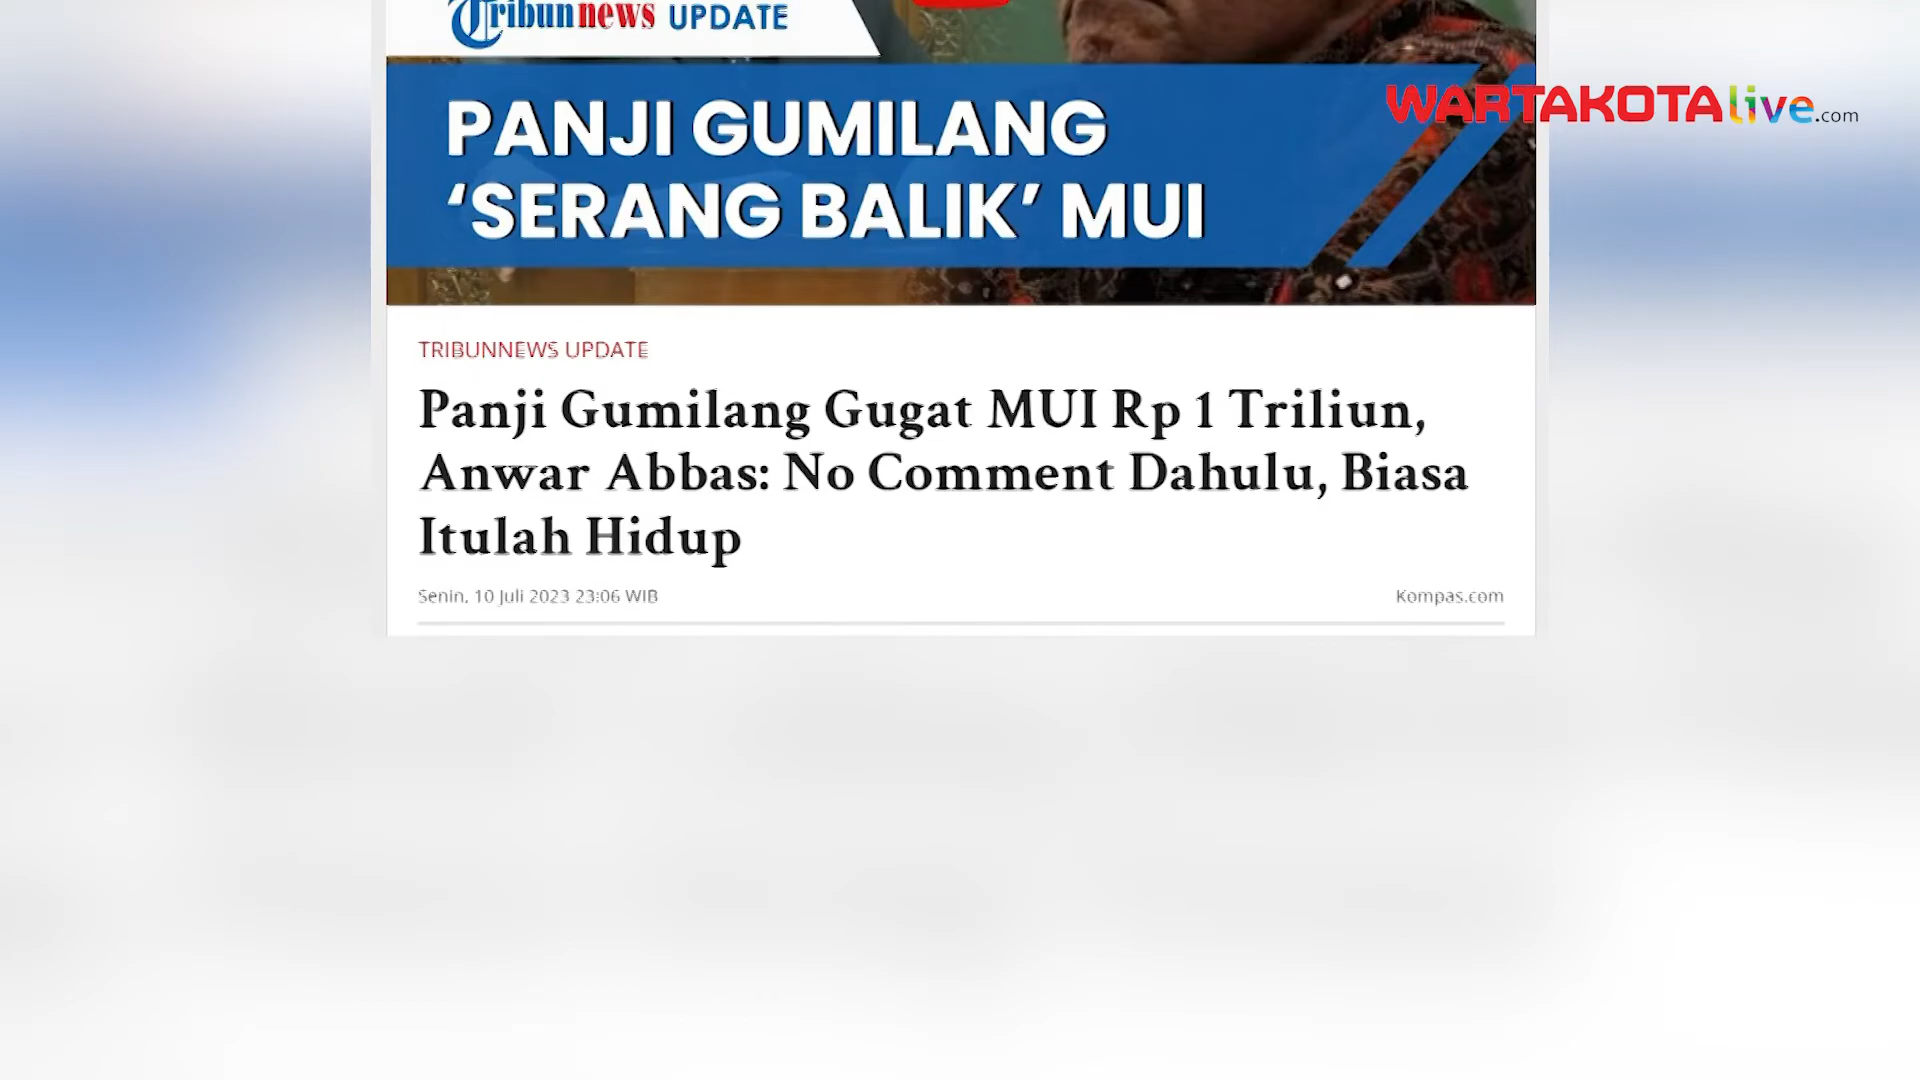 Tribunnews UPDATE
WARTAKOTAlive.com
PANJI GUMILANG
‘SERANG BALIK’ MUI
TRIBUNNEWS UPDATE
Panji Gumilang Gugat MUI Rp 1 Triliun,
Anwar Abbas: No Comment Dahulu, Biasa
Itulah Hidup
Senin, 10 Juli 2023 23:06 WIB
Kompas.com